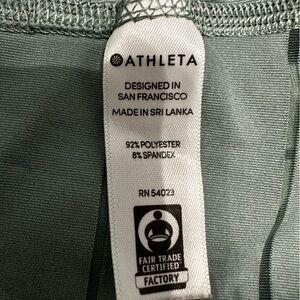 ATHLETA
DESIGNED IN
SAN FRANCISCO
MADE IN SRI LANKA
92% POLYESTER
8% SPANDEX
RN 54023
FAIR TRADE
CERTIFIED
FACTORY